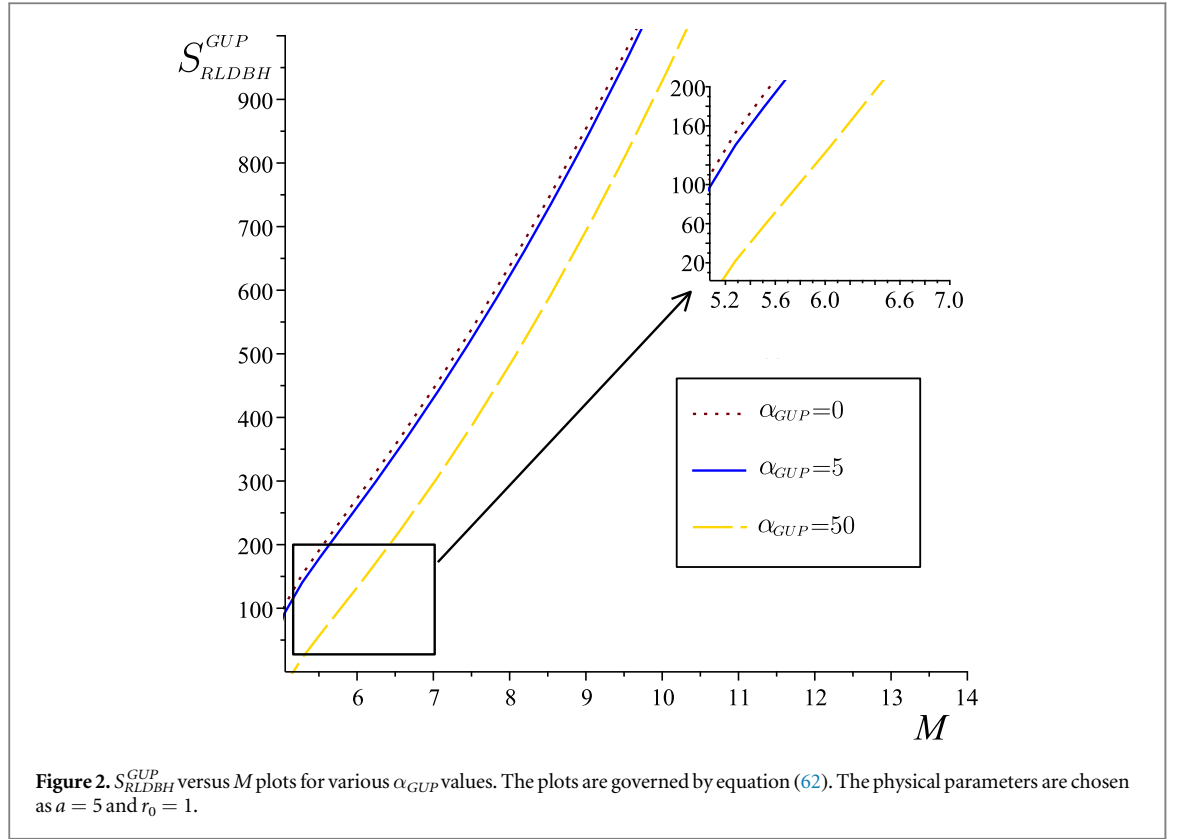 S^{GUP}_{RLDBH}
900
800
700
600
500
400
300
200
100
6 7 8 9 10 11 12 13 14
M
200
160
100
60
20
5.2 5.6 6.0 6.6 7.0
α_{GUP}=0
α_{GUP}=5
α_{GUP}=50
Figure 2. S^{GUP}_{RLDBH} versus M plots for various α_{GUP} values. The plots are governed by equation (62). The physical parameters are chosen
as a = 5 and r_0 = 1.